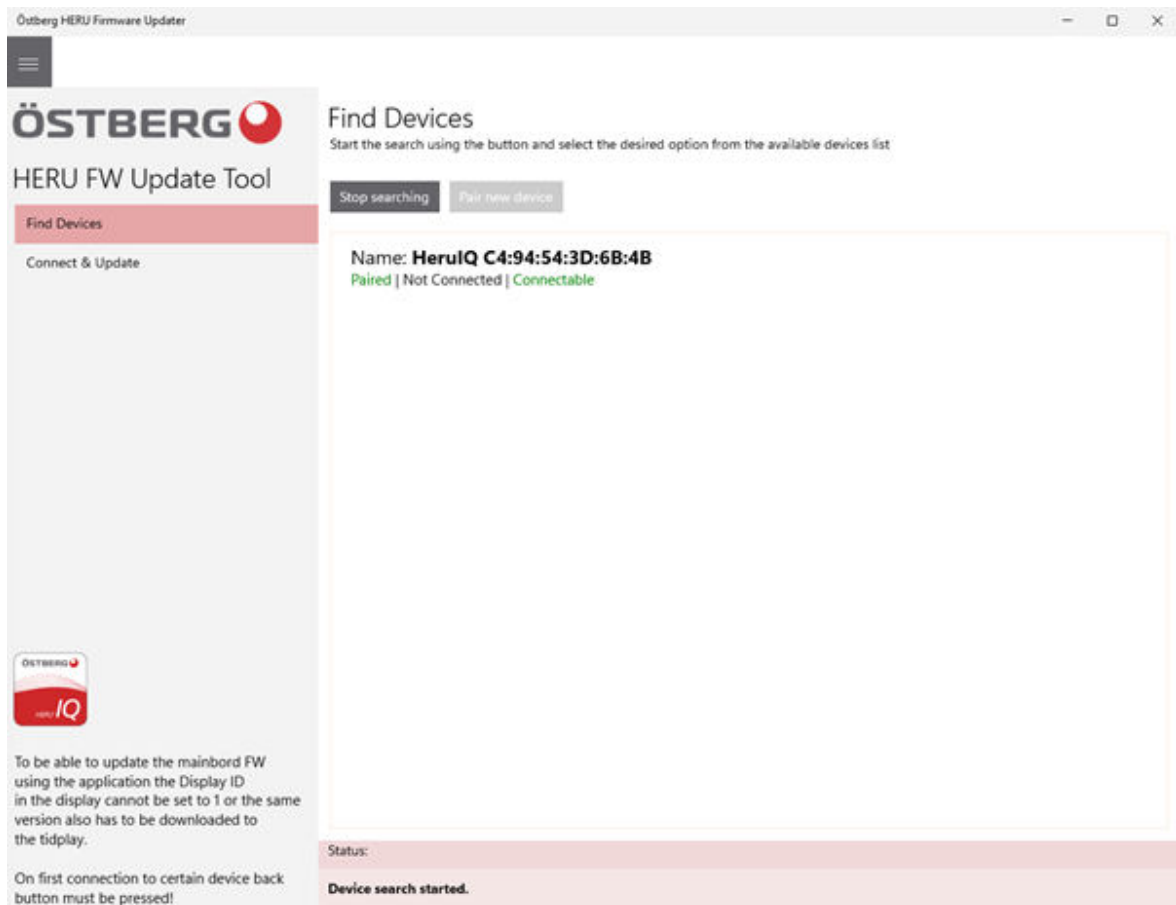 Östberg HERU Firmware Updater
ÖSTBERG
HERU FW Update Tool
Find Devices
Connect & Update
ÖSTBERG
HERU IQ
To be able to update the mainbord FW
using the application the Display ID
in the display cannot be set to 1 or the same
version also has to be downloaded to
the tidplay.
On first connection to certain device back
button must be pressed!
Find Devices
Start the search using the button and select the desired option from the available devices list
Stop searching
Pair new device
Name: HeruIQ C4:94:54:3D:6B:4B
Paired | Not Connected | Connectable
Status:
Device search started.